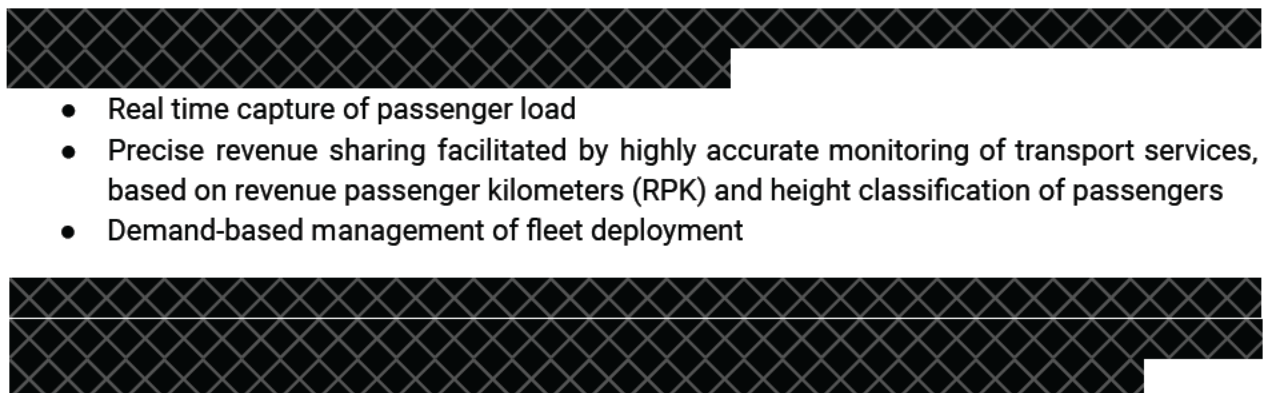 ● Real time capture of passenger load
● Precise revenue sharing facilitated by highly accurate monitoring of transport services,
based on revenue passenger kilometers (RPK) and height classification of passengers
● Demand-based management of fleet deployment